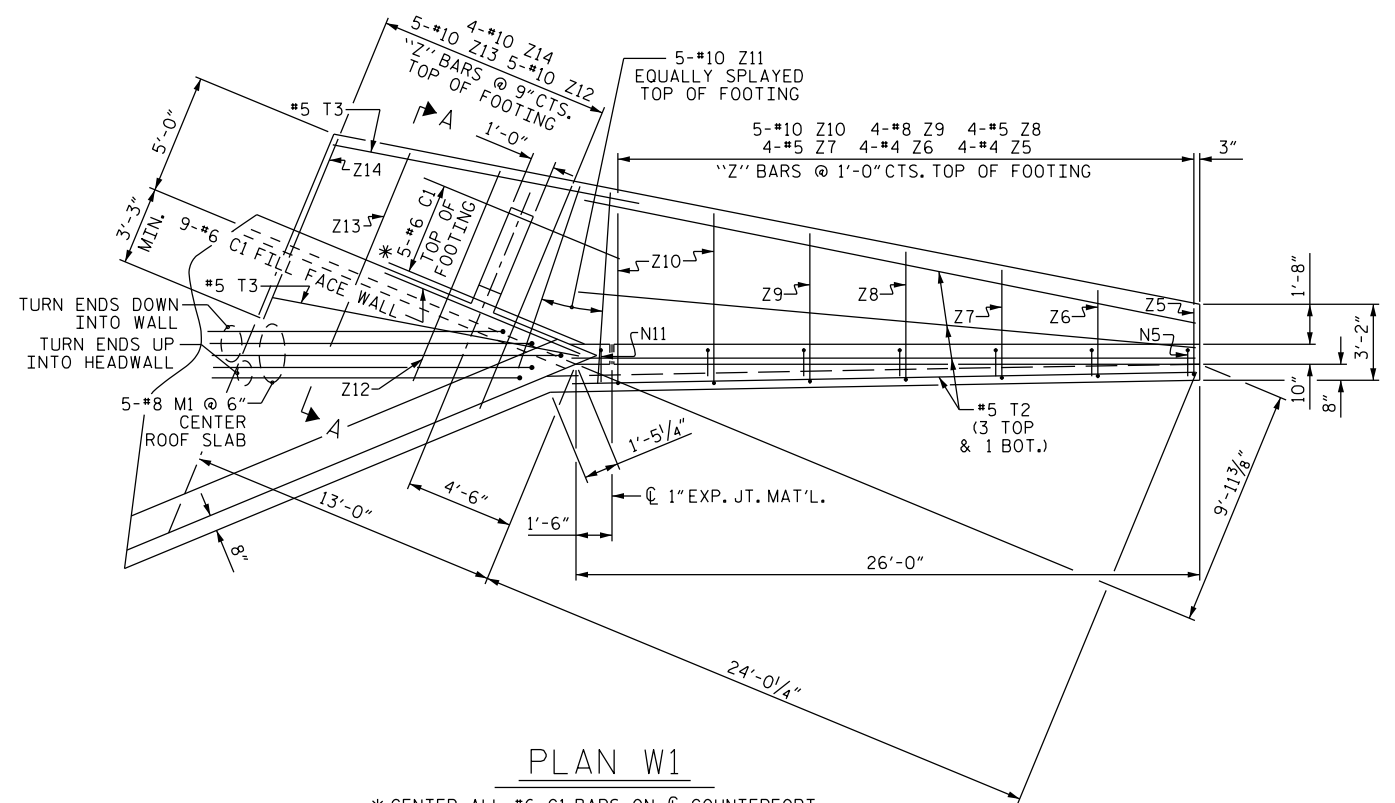 4-#10 Z14
5-#10 Z13 5-#10 Z12
"Z" BARS @ 9" CTS.
TOP OF FOOTING
5-#10 Z11
EQUALLY SPLAYED
TOP OF FOOTING
#5 T3
A
1'-0"
5-#10 Z10 4-#8 Z9 4-#5 Z8
4-#5 Z7 4-#4 Z6 4-#4 Z5
"Z" BARS @ 1'-0" CTS. TOP OF FOOTING
3"
5'-0"
3'-3"
MIN.
Z14
Z13
9-#6 C1 FILL FACE WALL
*
5-#6 C1
TOP OF
FOOTING
Z10
Z9
Z8
Z7
Z6
Z5
1'-8"
3'-2"
10"
8"
#5 T3
TURN ENDS DOWN
INTO WALL
TURN ENDS UP
INTO HEADWALL
N11
N5
Z12
5-#8 M1 @ 6"
CENTER
ROOF SLAB
A
#5 T2
(3 TOP
& 1 BOT.)
1'-5 1/4"
4'-6"
13'-0"
8"
℄ 1" EXP. JT. MAT'L.
1'-6"
26'-0"
9'-11 3/8"
24'-0 1/4"
PLAN W1
* CENTER ALL #6 C1 BARS ON ℄ COUNTERFORT